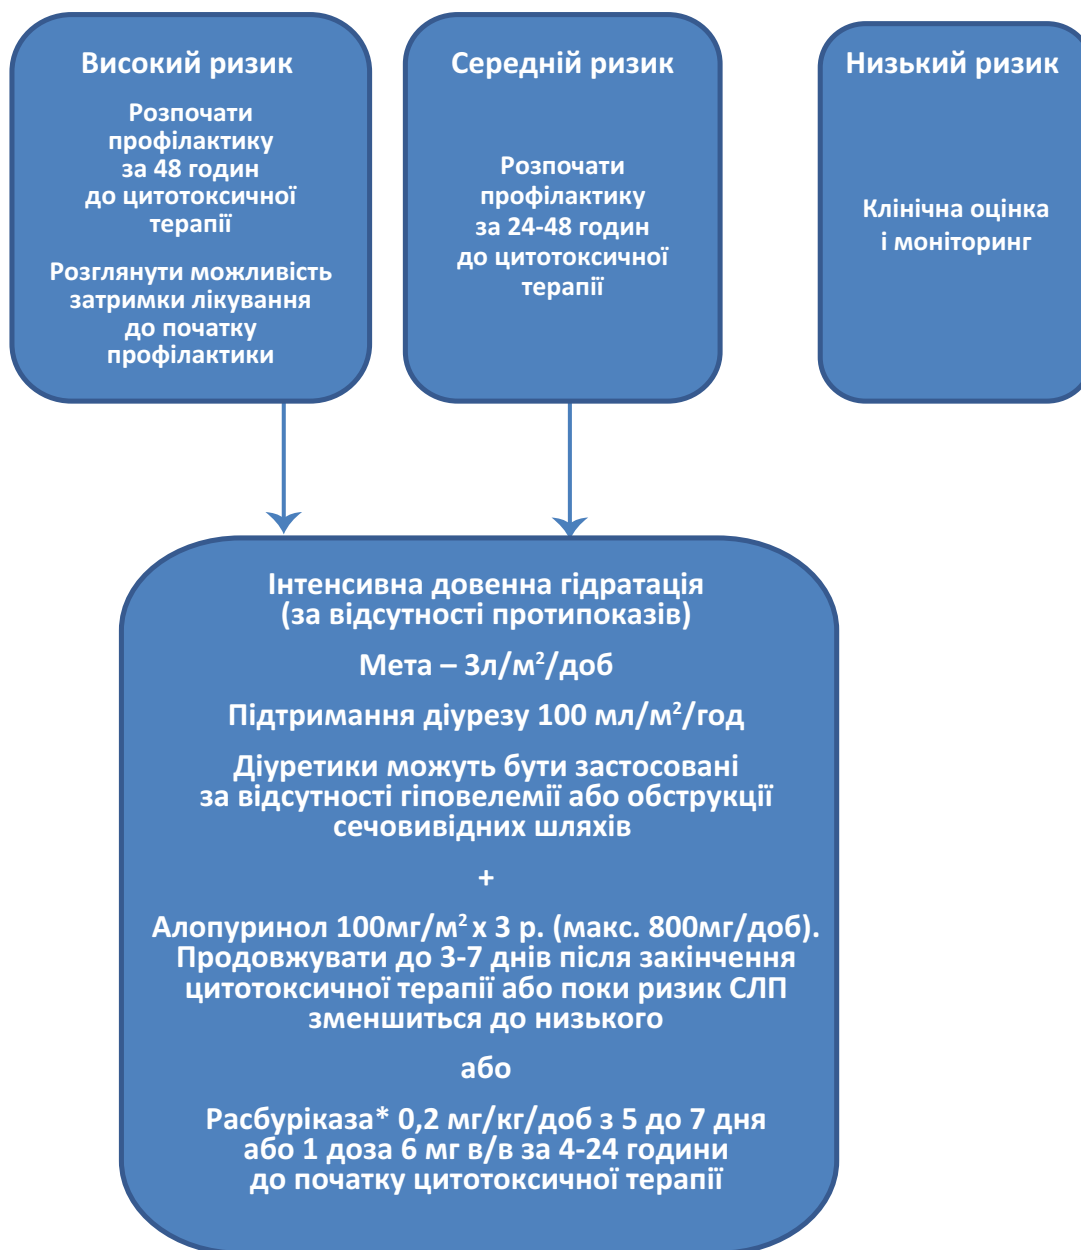 Високий ризик
Розпочати
профілактику
за 48 годин
до цитотоксичної
терапії
Розглянути можливість
затримки лікування
до початку
профілактики
Середній ризик
Розпочати
профілактику
за 24-48 годин
до цитотоксичної
терапії
Низький ризик
Клінічна оцінка
і моніторинг
Інтенсивна довенна гідратація
(за відсутності протипоказів)
Мета – 3л/м²/доб
Підтримання діурезу 100 мл/м²/год
Діуретики можуть бути застосовані
за відсутності гіповелемії або обструкції
сечовивідних шляхів
+
Алопуринол 100мг/м² х 3 р. (макс. 800мг/доб).
Продовжувати до 3-7 днів після закінчення
цитотоксичної терапії або поки ризик СЛП
зменшиться до низького
або
Расбуріказа* 0,2 мг/кг/доб з 5 до 7 дня
або 1 доза 6 мг в/в за 4-24 години
до початку цитотоксичної терапії